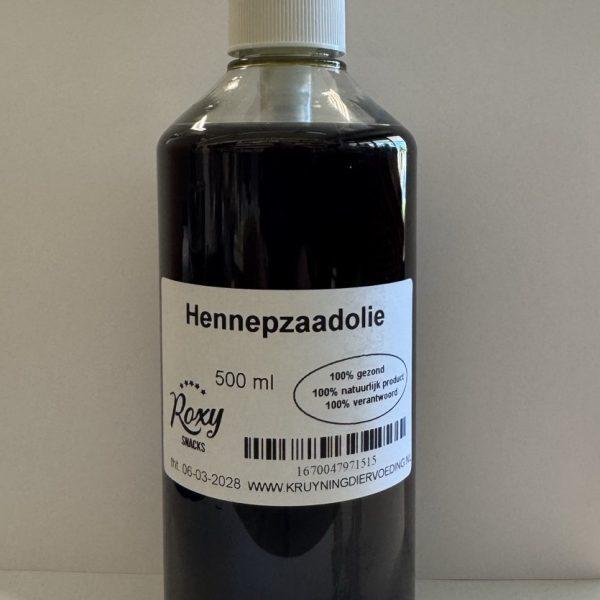 Hennepzaadolie
500 ml
100% gezond
100% natuurlijk product
100% verantwoord
Roxy
SNACKS
1670047971515
tht. 06-03-2028 WWW.KRUYNINGDIERVOEDING.N